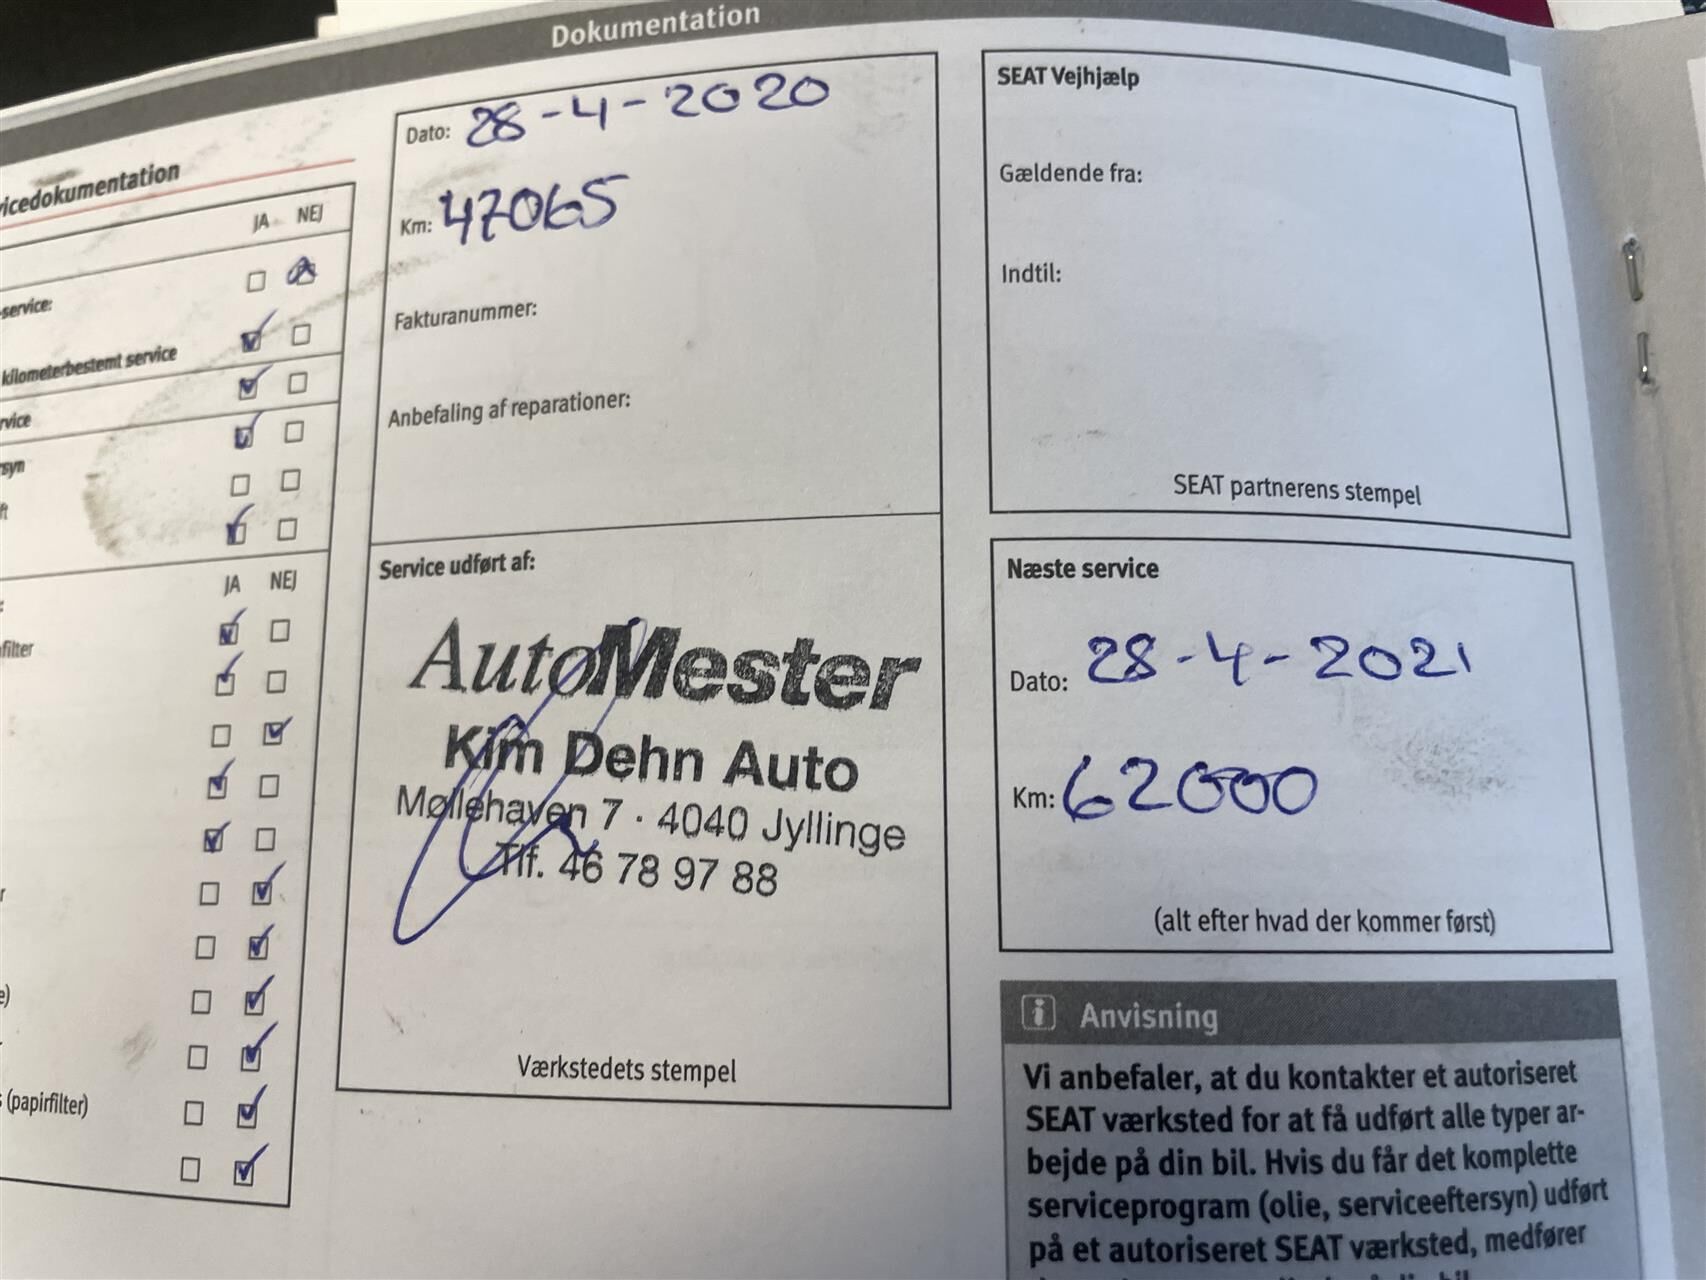 Dokumentation
servicedokumentation
JA NEJ
service:
kilometerbestemt service
JA NEJ
(papirfilter)
Dato: 28-4-2020
Km: 47065
Fakturanummer:
Anbefaling af reparationer:
Service udført af:
AutoMester
Kim Dehn Auto
Møllehaven 7 · 4040 Jyllinge
Tlf. 46 78 97 88
Værkstedets stempel
SEAT Vejhjælp
Gældende fra:
Indtil:
SEAT partnerens stempel
Næste service
Dato: 28-4-2021
Km: 62000
(alt efter hvad der kommer først)
i Anvisning
Vi anbefaler, at du kontakter et autoriseret
SEAT værksted for at få udført alle typer ar-
bejde på din bil. Hvis du får det komplette
serviceprogram (olie, serviceeftersyn) udført
på et autoriseret SEAT værksted, medfører